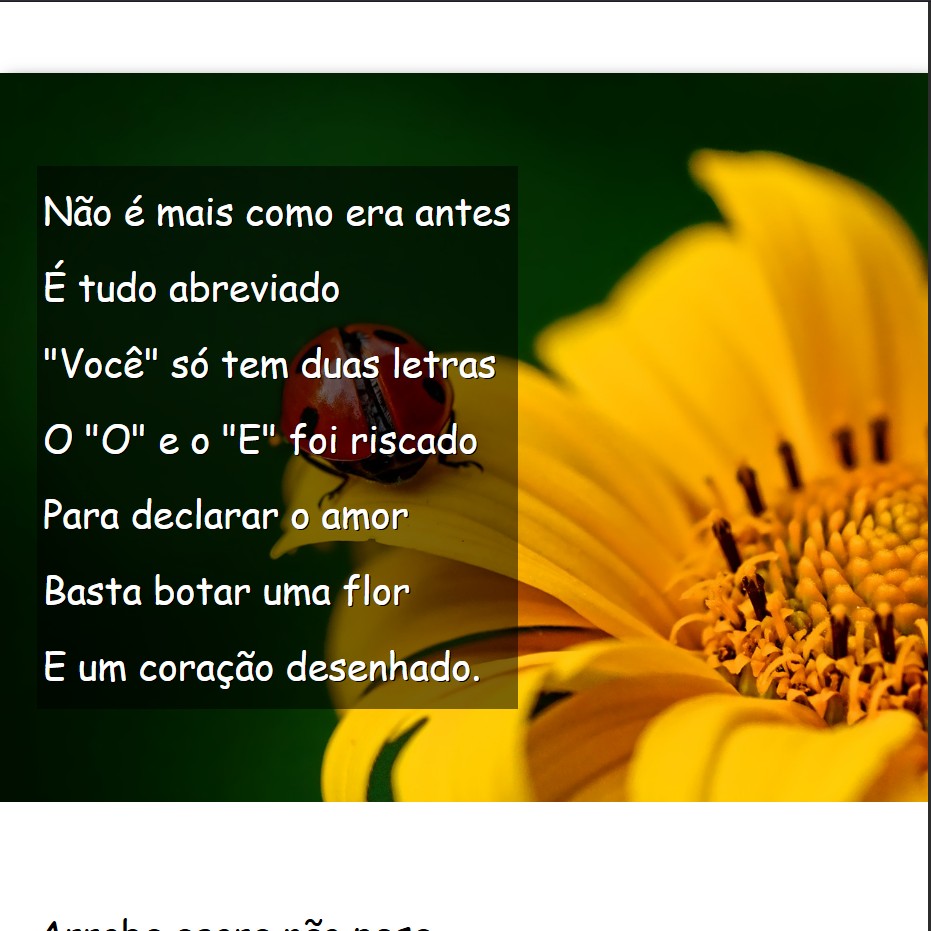 Não é mais como era antes
É tudo abreviado
"Você" só tem duas letras
O "O" e o "E" foi riscado
Para declarar o amor
Basta botar uma flor
E um coração desenhado.